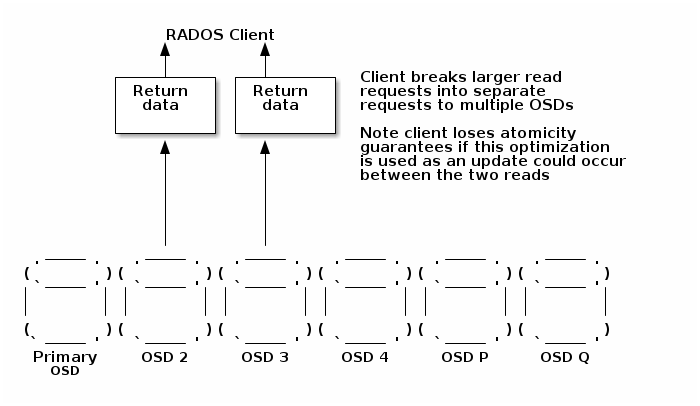 RADOS Client
Return
data
Return
data
Client breaks larger read
requests into separate
requests to multiple OSDs
Note client loses atomicity
guarantees if this optimization
is used as an update could occur
between the two reads
Primary
OSD
OSD 2
OSD 3
OSD 4
OSD P
OSD Q